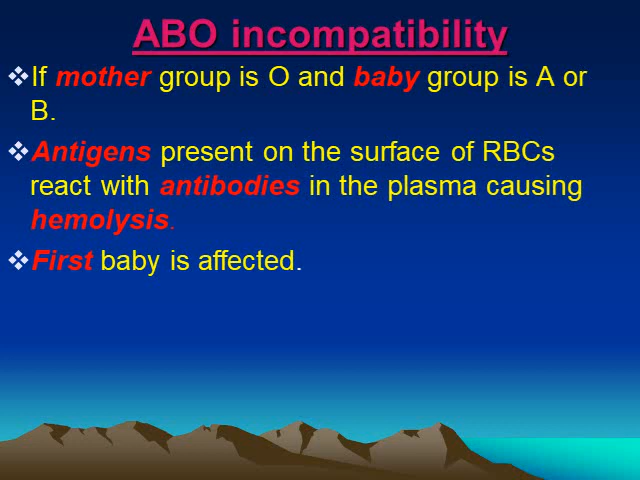 ABO incompatibility
❖If mother group is O and baby group is A or
B.
❖Antigens present on the surface of RBCs
react with antibodies in the plasma causing
hemolysis.
❖First baby is affected.